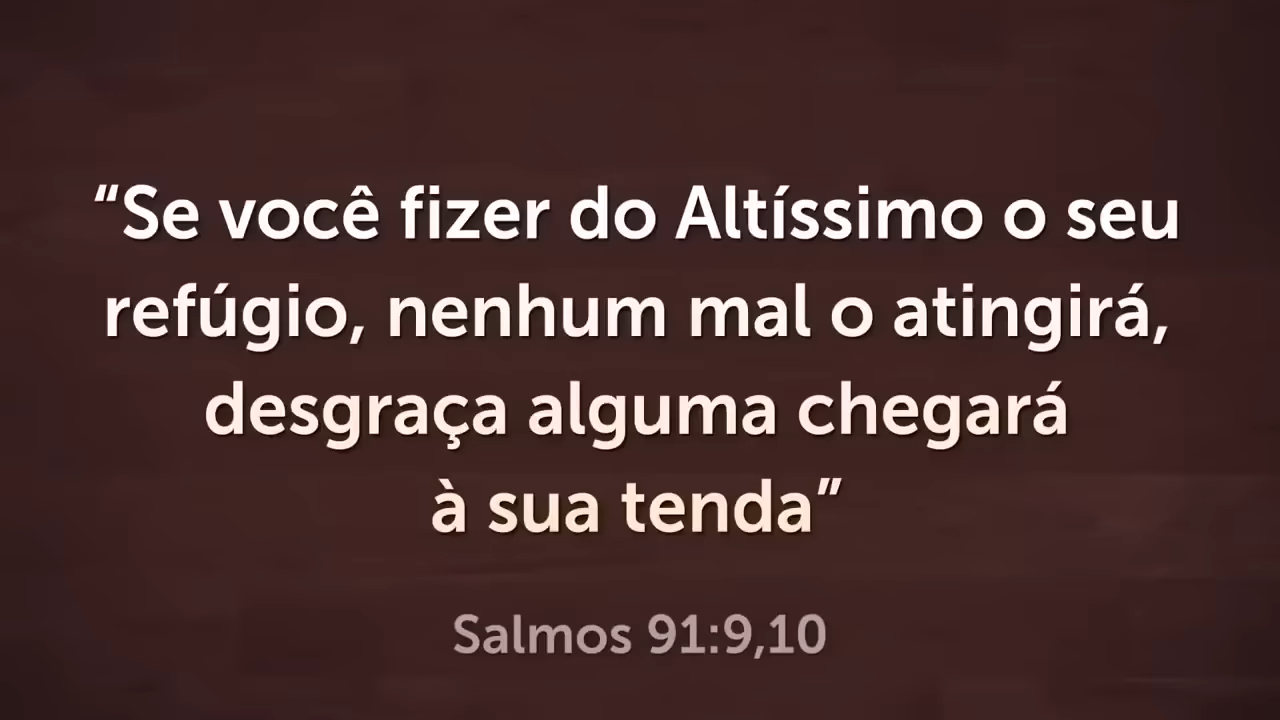 “Se você fizer do Altíssimo o seu
refúgio, nenhum mal o atingirá,
desgraça alguma chegará
à sua tenda”
Salmos 91:9,10